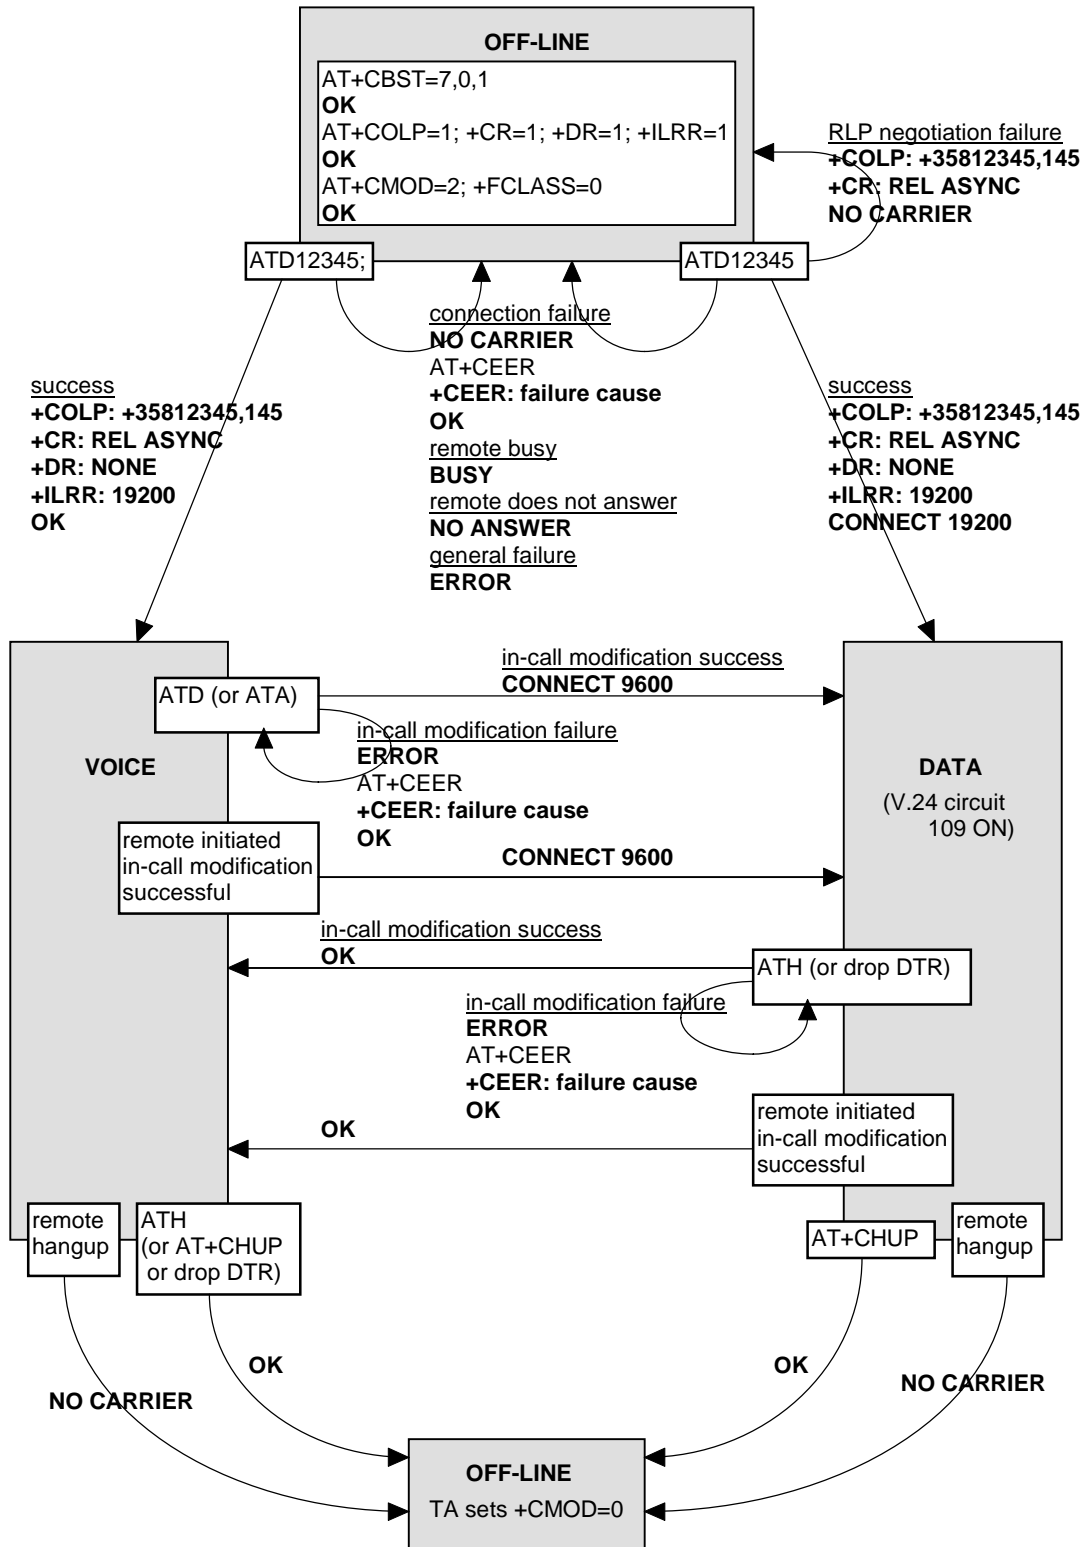 OFF-LINE
AT+CBST=7,0,1
OK
AT+COLP=1; +CR=1; +DR=1; +ILRR=1
OK
AT+CMOD=2; +FCLASS=0
OK
RLP negotiation failure
+COLP: +35812345,145
+CR: REL ASYNC
NO CARRIER
ATD12345;
ATD12345
connection failure
NO CARRIER
AT+CEER
+CEER: failure cause
OK
remote busy
BUSY
remote does not answer
NO ANSWER
general failure
ERROR
success
+COLP: +35812345,145
+CR: REL ASYNC
+DR: NONE
+ILRR: 19200
OK
success
+COLP: +35812345,145
+CR: REL ASYNC
+DR: NONE
+ILRR: 19200
CONNECT 19200
VOICE
ATD (or ATA)
in-call modification success
CONNECT 9600
in-call modification failure
ERROR
AT+CEER
+CEER: failure cause
OK
DATA
(V.24 circuit
109 ON)
remote initiated
in-call modification
successful
CONNECT 9600
in-call modification success
OK
ATH (or drop DTR)
in-call modification failure
ERROR
AT+CEER
+CEER: failure cause
OK
remote initiated
in-call modification
successful
OK
remote
hangup
ATH
(or AT+CHUP
or drop DTR)
AT+CHUP
remote
hangup
OK
NO CARRIER
OK
NO CARRIER
OFF-LINE
TA sets +CMOD=0